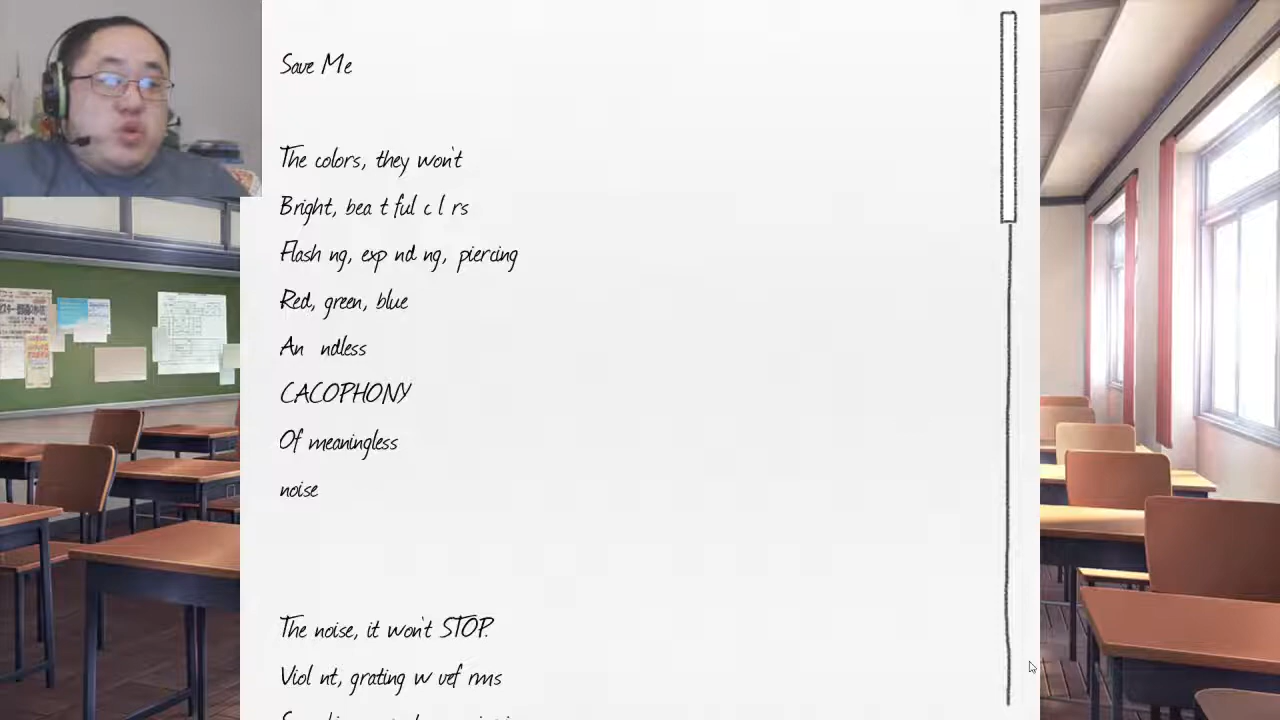 Save Me
The colors, they won't
Bright, bea t ful c l rs
Flash ng, exp nd ng, piercing
Red, green, blue
An ndless
CACOPHONY
Of meaningless
noise
The noise, it won't STOP.
Viol nt, grating w vef rms